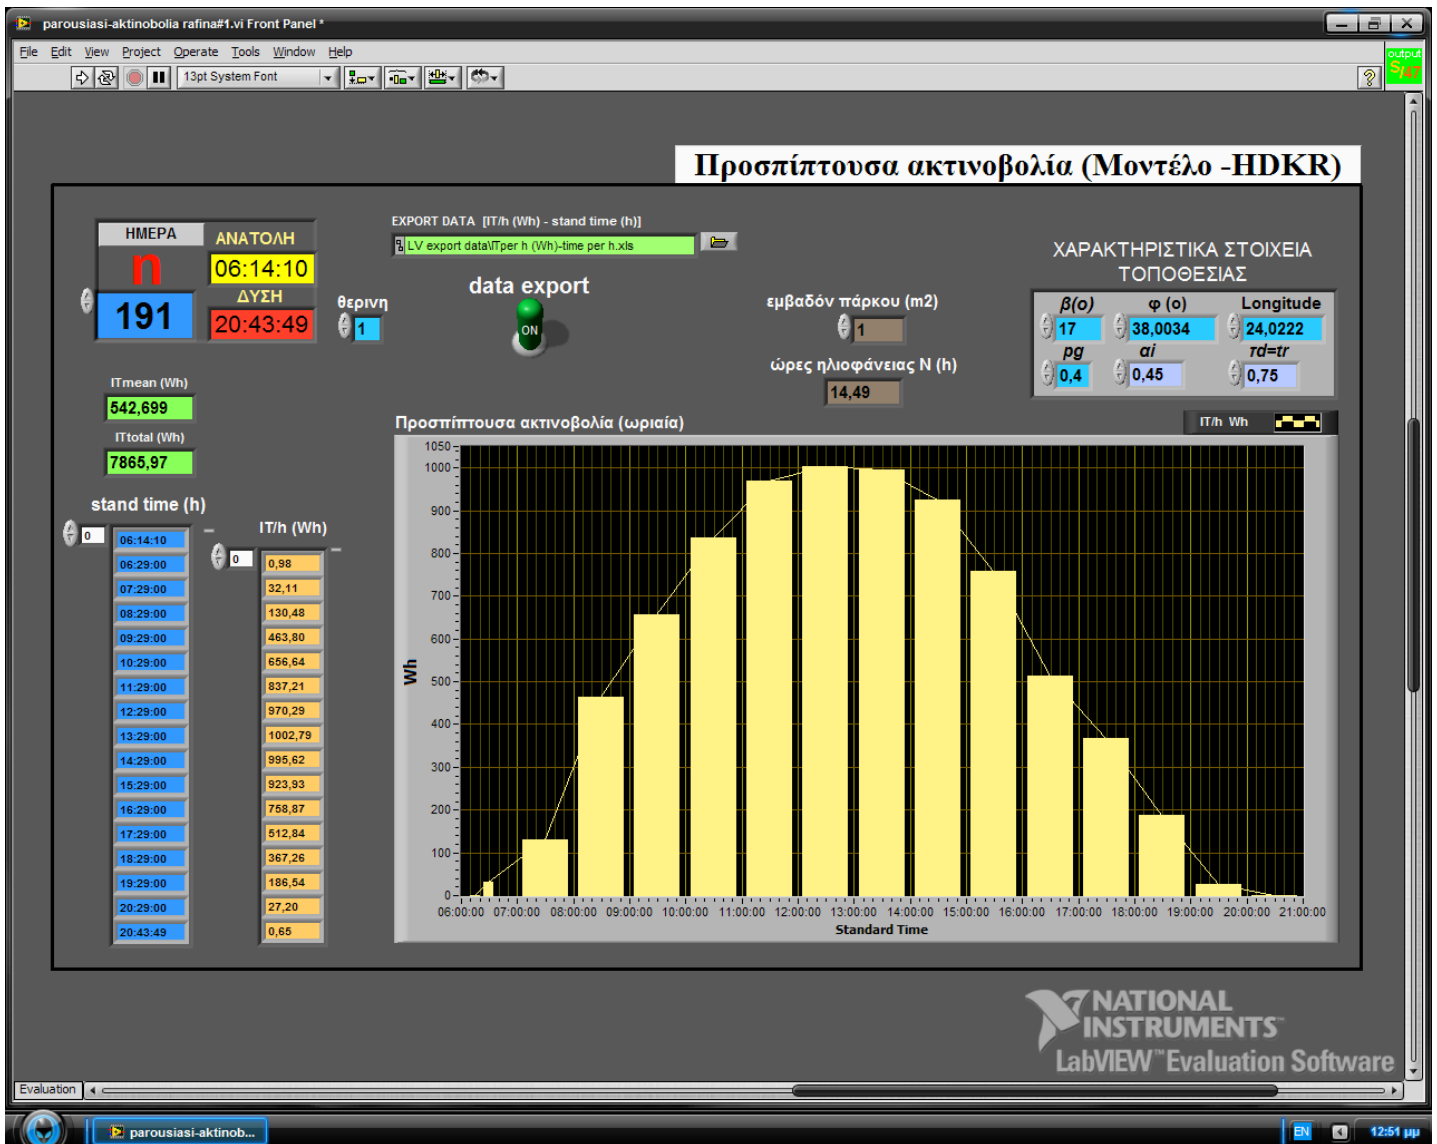 parousiasi-aktinobolia rafina#1.vi Front Panel *
File Edit View Project Operate Tools Window Help
13pt System Font
output
S/47
Προσπίπτουσα ακτινοβολία (Μοντέλο -HDKR)
ΗΜΕΡΑ
n
191
ΑΝΑΤΟΛΗ
06:14:10
ΔΥΣΗ
20:43:49
θερινη
1
EXPORT DATA [IT/h (Wh) - stand time (h)]
LV export data\ITper h (Wh)-time per h.xls
data export
ON
εμβαδόν πάρκου (m2)
1
ώρες ηλιοφάνειας N (h)
14,49
ΧΑΡΑΚΤΗΡΙΣΤΙΚΑ ΣΤΟΙΧΕΙΑ
ΤΟΠΟΘΕΣΙΑΣ
β(ο) φ (ο) Longitude
17 38,0034 24,0222
pg αi τd=tr
0,4 0,45 0,75
ITmean (Wh)
542,699
ITtotal (Wh)
7865,97
stand time (h)
0
06:14:10
06:29:00
07:29:00
08:29:00
09:29:00
10:29:00
11:29:00
12:29:00
13:29:00
14:29:00
15:29:00
16:29:00
17:29:00
18:29:00
19:29:00
20:29:00
20:43:49
IT/h (Wh)
0
0,98
32,11
130,48
463,80
656,64
837,21
970,29
1002,79
995,62
923,93
758,87
512,84
367,26
186,54
27,20
0,65
Προσπίπτουσα ακτινοβολία (ωριαία)
IT/h Wh
Wh
1050
1000
900
800
700
600
500
400
300
200
100
0
06:00:00 07:00:00 08:00:00 09:00:00 10:00:00 11:00:00 12:00:00 13:00:00 14:00:00 15:00:00 16:00:00 17:00:00 18:00:00 19:00:00 20:00:00 21:00:00
Standard Time
NATIONAL
INSTRUMENTS™
LabVIEW™ Evaluation Software
Evaluation
parousiasi-aktinob...
EN
12:51 μμ